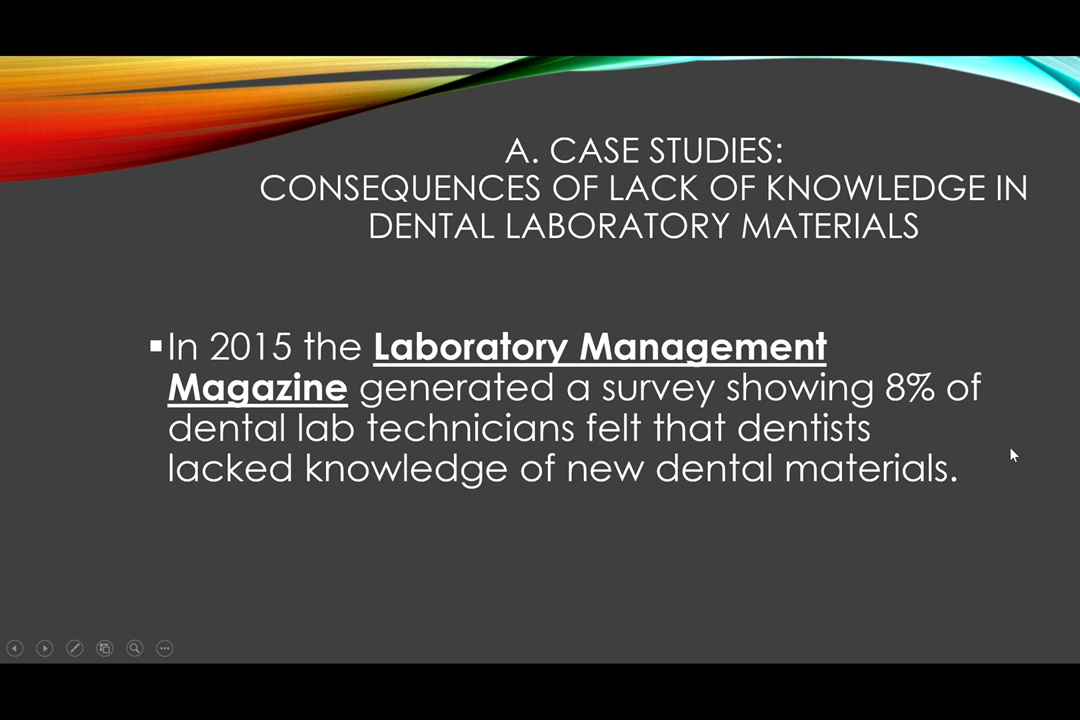 A. CASE STUDIES:
CONSEQUENCES OF LACK OF KNOWLEDGE IN
DENTAL LABORATORY MATERIALS
▪In 2015 the Laboratory Management
Magazine generated a survey showing 8% of
dental lab technicians felt that dentists
lacked knowledge of new dental materials.